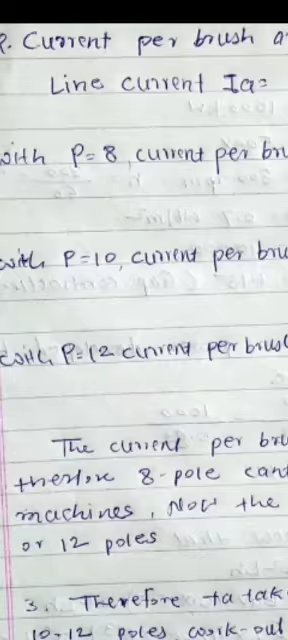 2. Current per brush a
Line current Ia=
with P=8, current per bru
with P=10, current per bru
with P=12 current per brus
The current per bru
therefore 8-pole can
machines, Now the
or 12 poles
3. Therefore ta tak
10-12 poles work-out